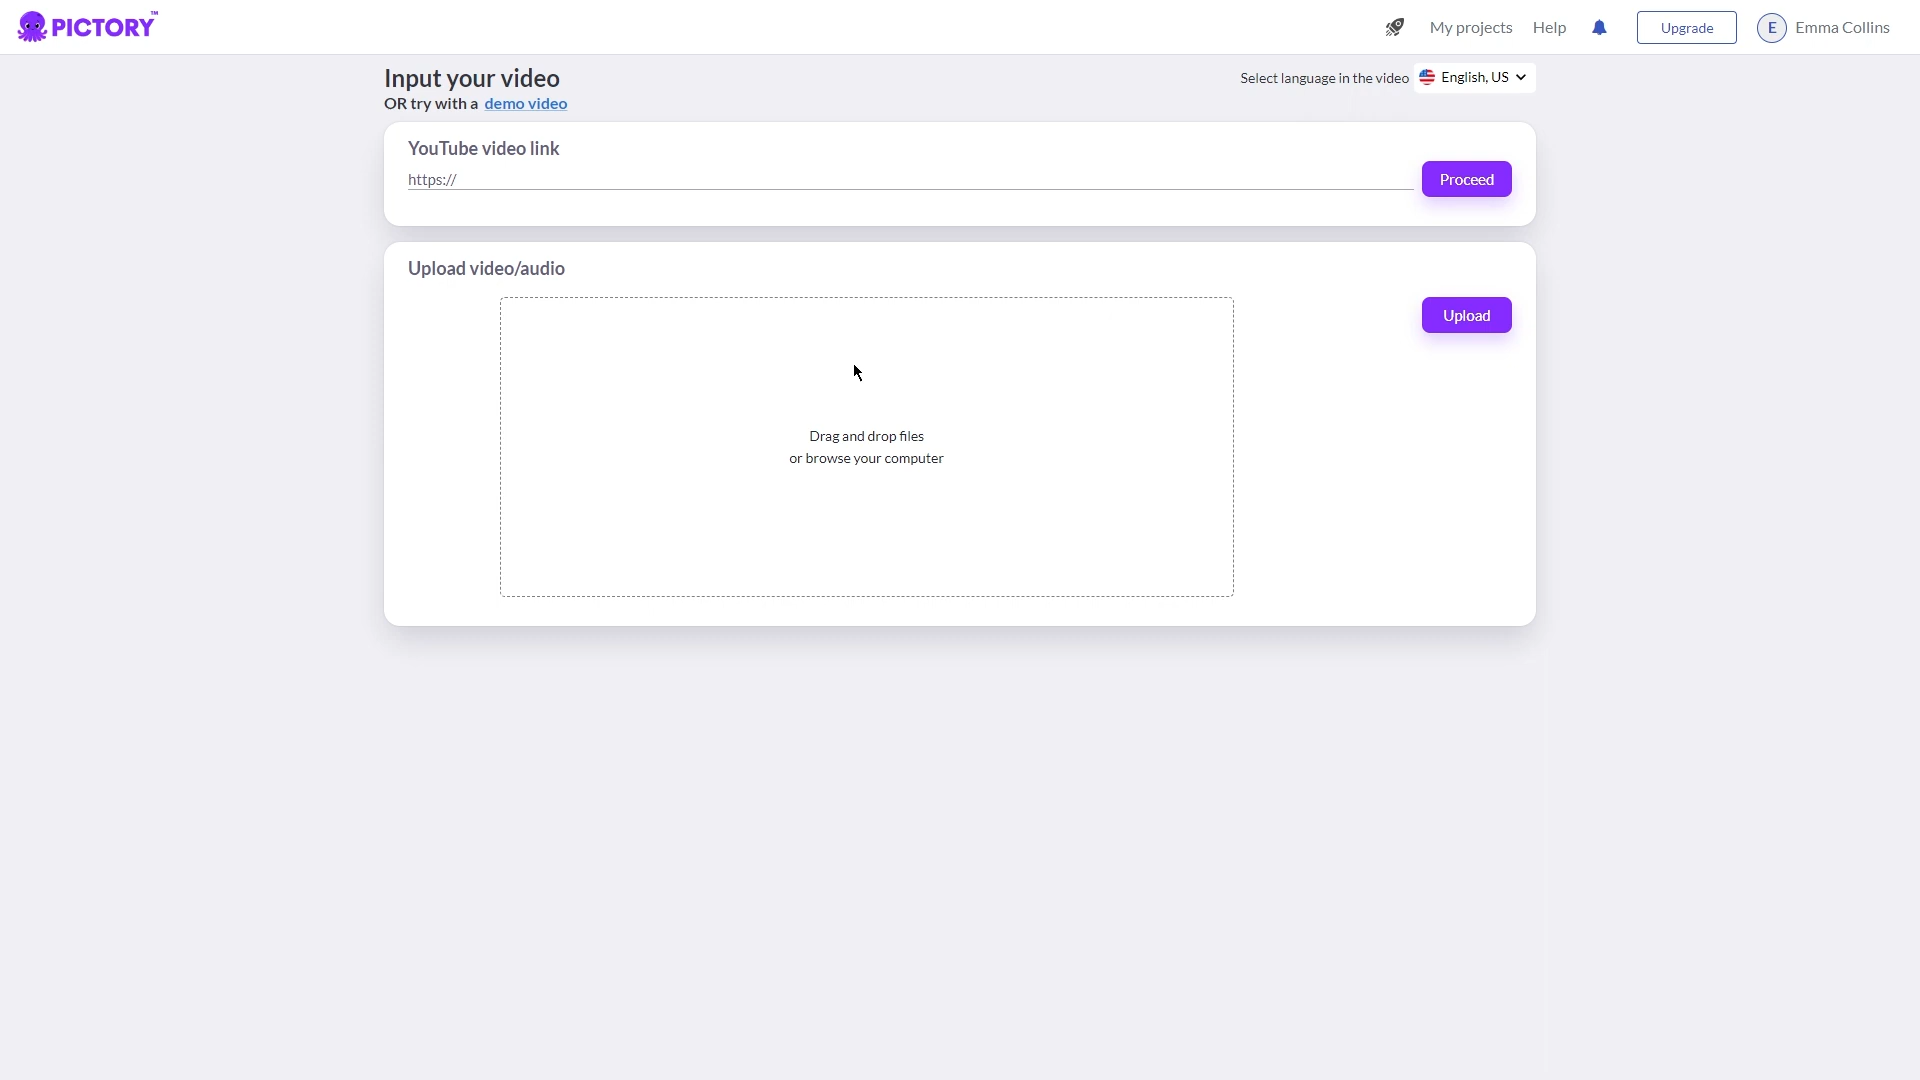 PICTORY™
My projects
Help
Upgrade
E
Emma Collins
Input your video
OR try with a demo video
Select language in the video
English, US
YouTube video link
https://
Proceed
Upload video/audio
Upload
Drag and drop files
or browse your computer